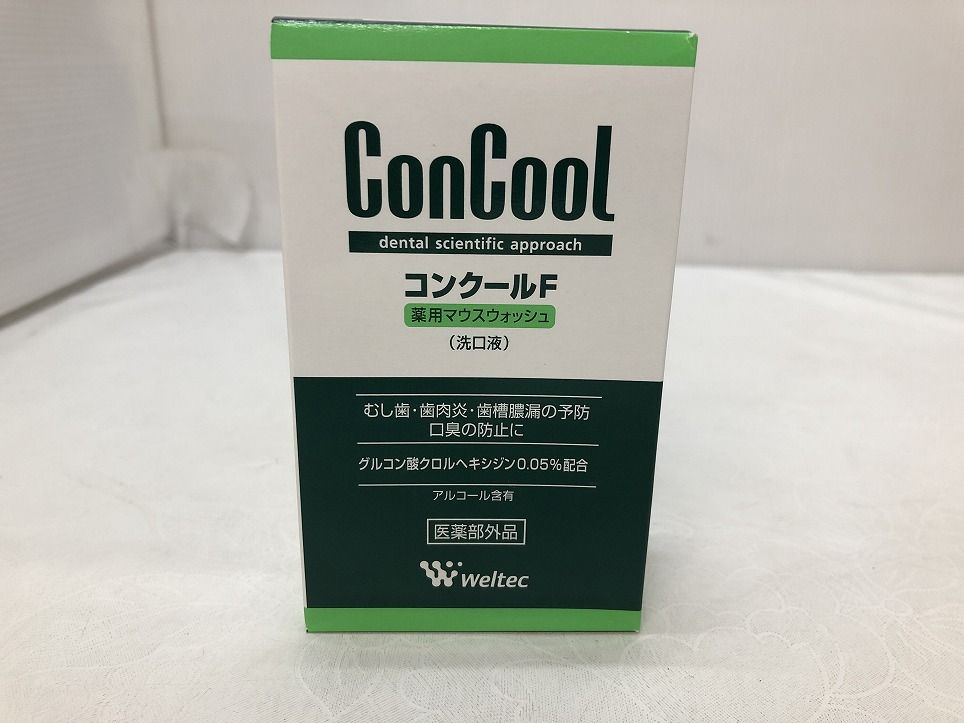 ConCool
dental scientific approach
コンクールF
薬用マウスウォッシュ
(洗口液)
むし歯・歯肉炎・歯槽膿漏の予防
口臭の防止に
グルコン酸クロルヘキシジン0.05%配合
アルコール含有
医薬部外品
weltec